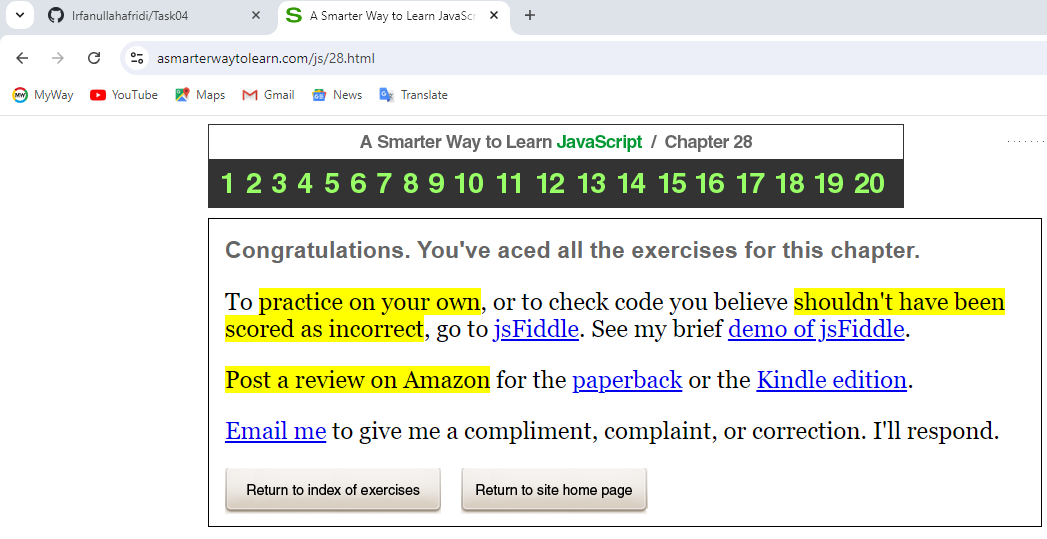 Irfanullahafridi/Task04
A Smarter Way to Learn JavaScr
asmarterwaytolearn.com/js/28.html
MyWay YouTube Maps Gmail News Translate
A Smarter Way to Learn JavaScript / Chapter 28
1 2 3 4 5 6 7 8 9 10 11 12 13 14 15 16 17 18 19 20
Congratulations. You've aced all the exercises for this chapter.
To practice on your own, or to check code you believe shouldn't have been
scored as incorrect, go to jsFiddle. See my brief demo of jsFiddle.
Post a review on Amazon for the paperback or the Kindle edition.
Email me to give me a compliment, complaint, or correction. I'll respond.
Return to index of exercises Return to site home page